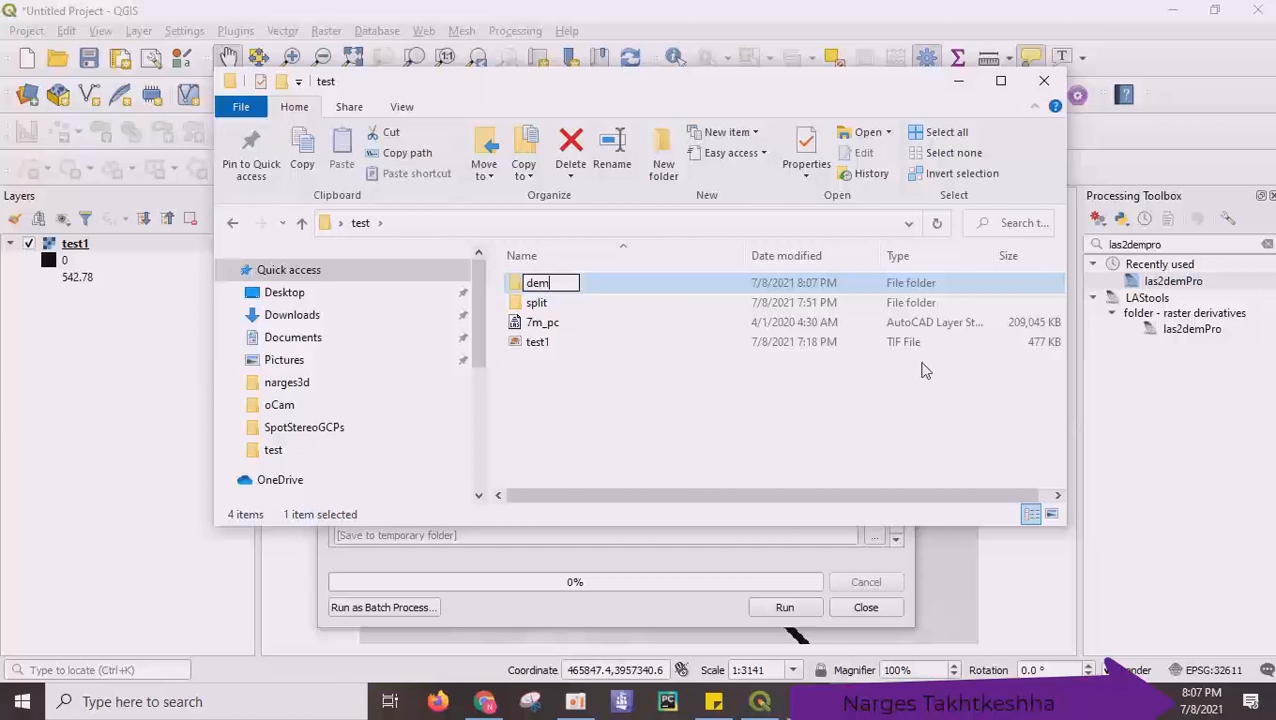 *Untitled Project - QGIS
Project Edit View Layer Settings Plugins Vector Raster Database Web Mesh Processing Help
test
File Home Share View
Pin to Quick access
Copy
Paste
Cut
Copy path
Paste shortcut
Move to
Copy to
Delete
Rename
New folder
New item
Easy access
Properties
Open
Edit
History
Select all
Select none
Invert selection
Clipboard Organize New Open Select
test
Search t...
Layers
test1
0
542.78
Quick access
Desktop
Downloads
Documents
Pictures
narges3d
oCam
SpotStereoGCPs
test
OneDrive
Name Date modified Type Size
dem 7/8/2021 8:07 PM File folder
split 7/8/2021 7:51 PM File folder
7m_pc 4/1/2020 4:30 AM AutoCAD Layer St... 209,045 KB
test1 7/8/2021 7:18 PM TIF File 477 KB
4 items 1 item selected
Processing Toolbox
las2dempro
Recently used
las2demPro
LAStools
folder - raster derivatives
las2demPro
[Save to temporary folder]
...
0%
Cancel
Run as Batch Process...
Run
Close
Type to locate (Ctrl+K)
Coordinate 465847.4,3957340.6 Scale 1:3141 Magnifier 100% Rotation 0.0 ° EPSG:32611
Type here to search
Narges Takhtkeshha
8:07 PM
7/8/2021